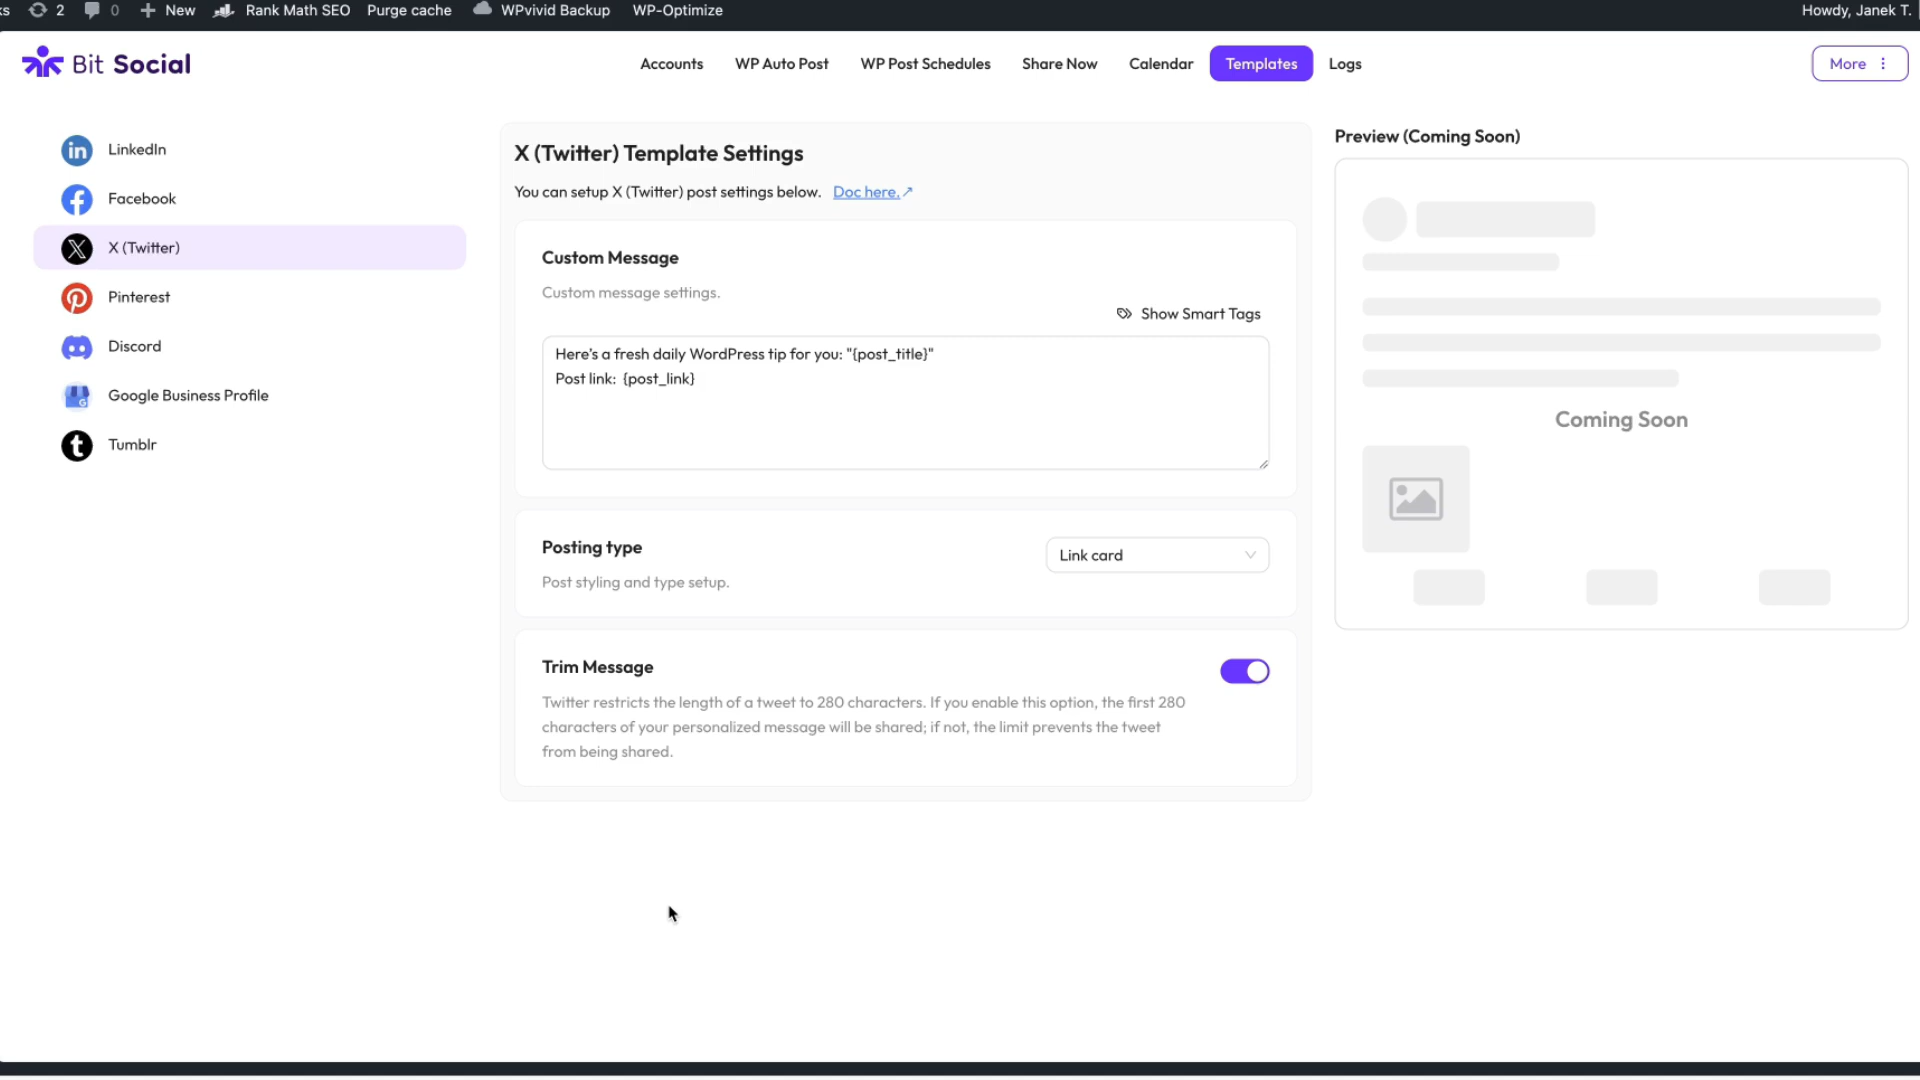 ks 2 0 New Rank Math SEO Purge cache WPvivid Backup WP-Optimize Howdy, Janek T.
Bit Social Accounts WP Auto Post WP Post Schedules Share Now Calendar Templates Logs More
LinkedIn
Facebook
X (Twitter)
Pinterest
Discord
Google Business Profile
Tumblr
X (Twitter) Template Settings
You can setup X (Twitter) post settings below. Doc here.
Custom Message
Custom message settings.
Show Smart Tags
Here's a fresh daily WordPress tip for you: "{post_title}"
Post link: {post_link}
Posting type
Post styling and type setup.
Link card
Trim Message
Twitter restricts the length of a tweet to 280 characters. If you enable this option, the first 280
characters of your personalized message will be shared; if not, the limit prevents the tweet
from being shared.
Preview (Coming Soon)
Coming Soon